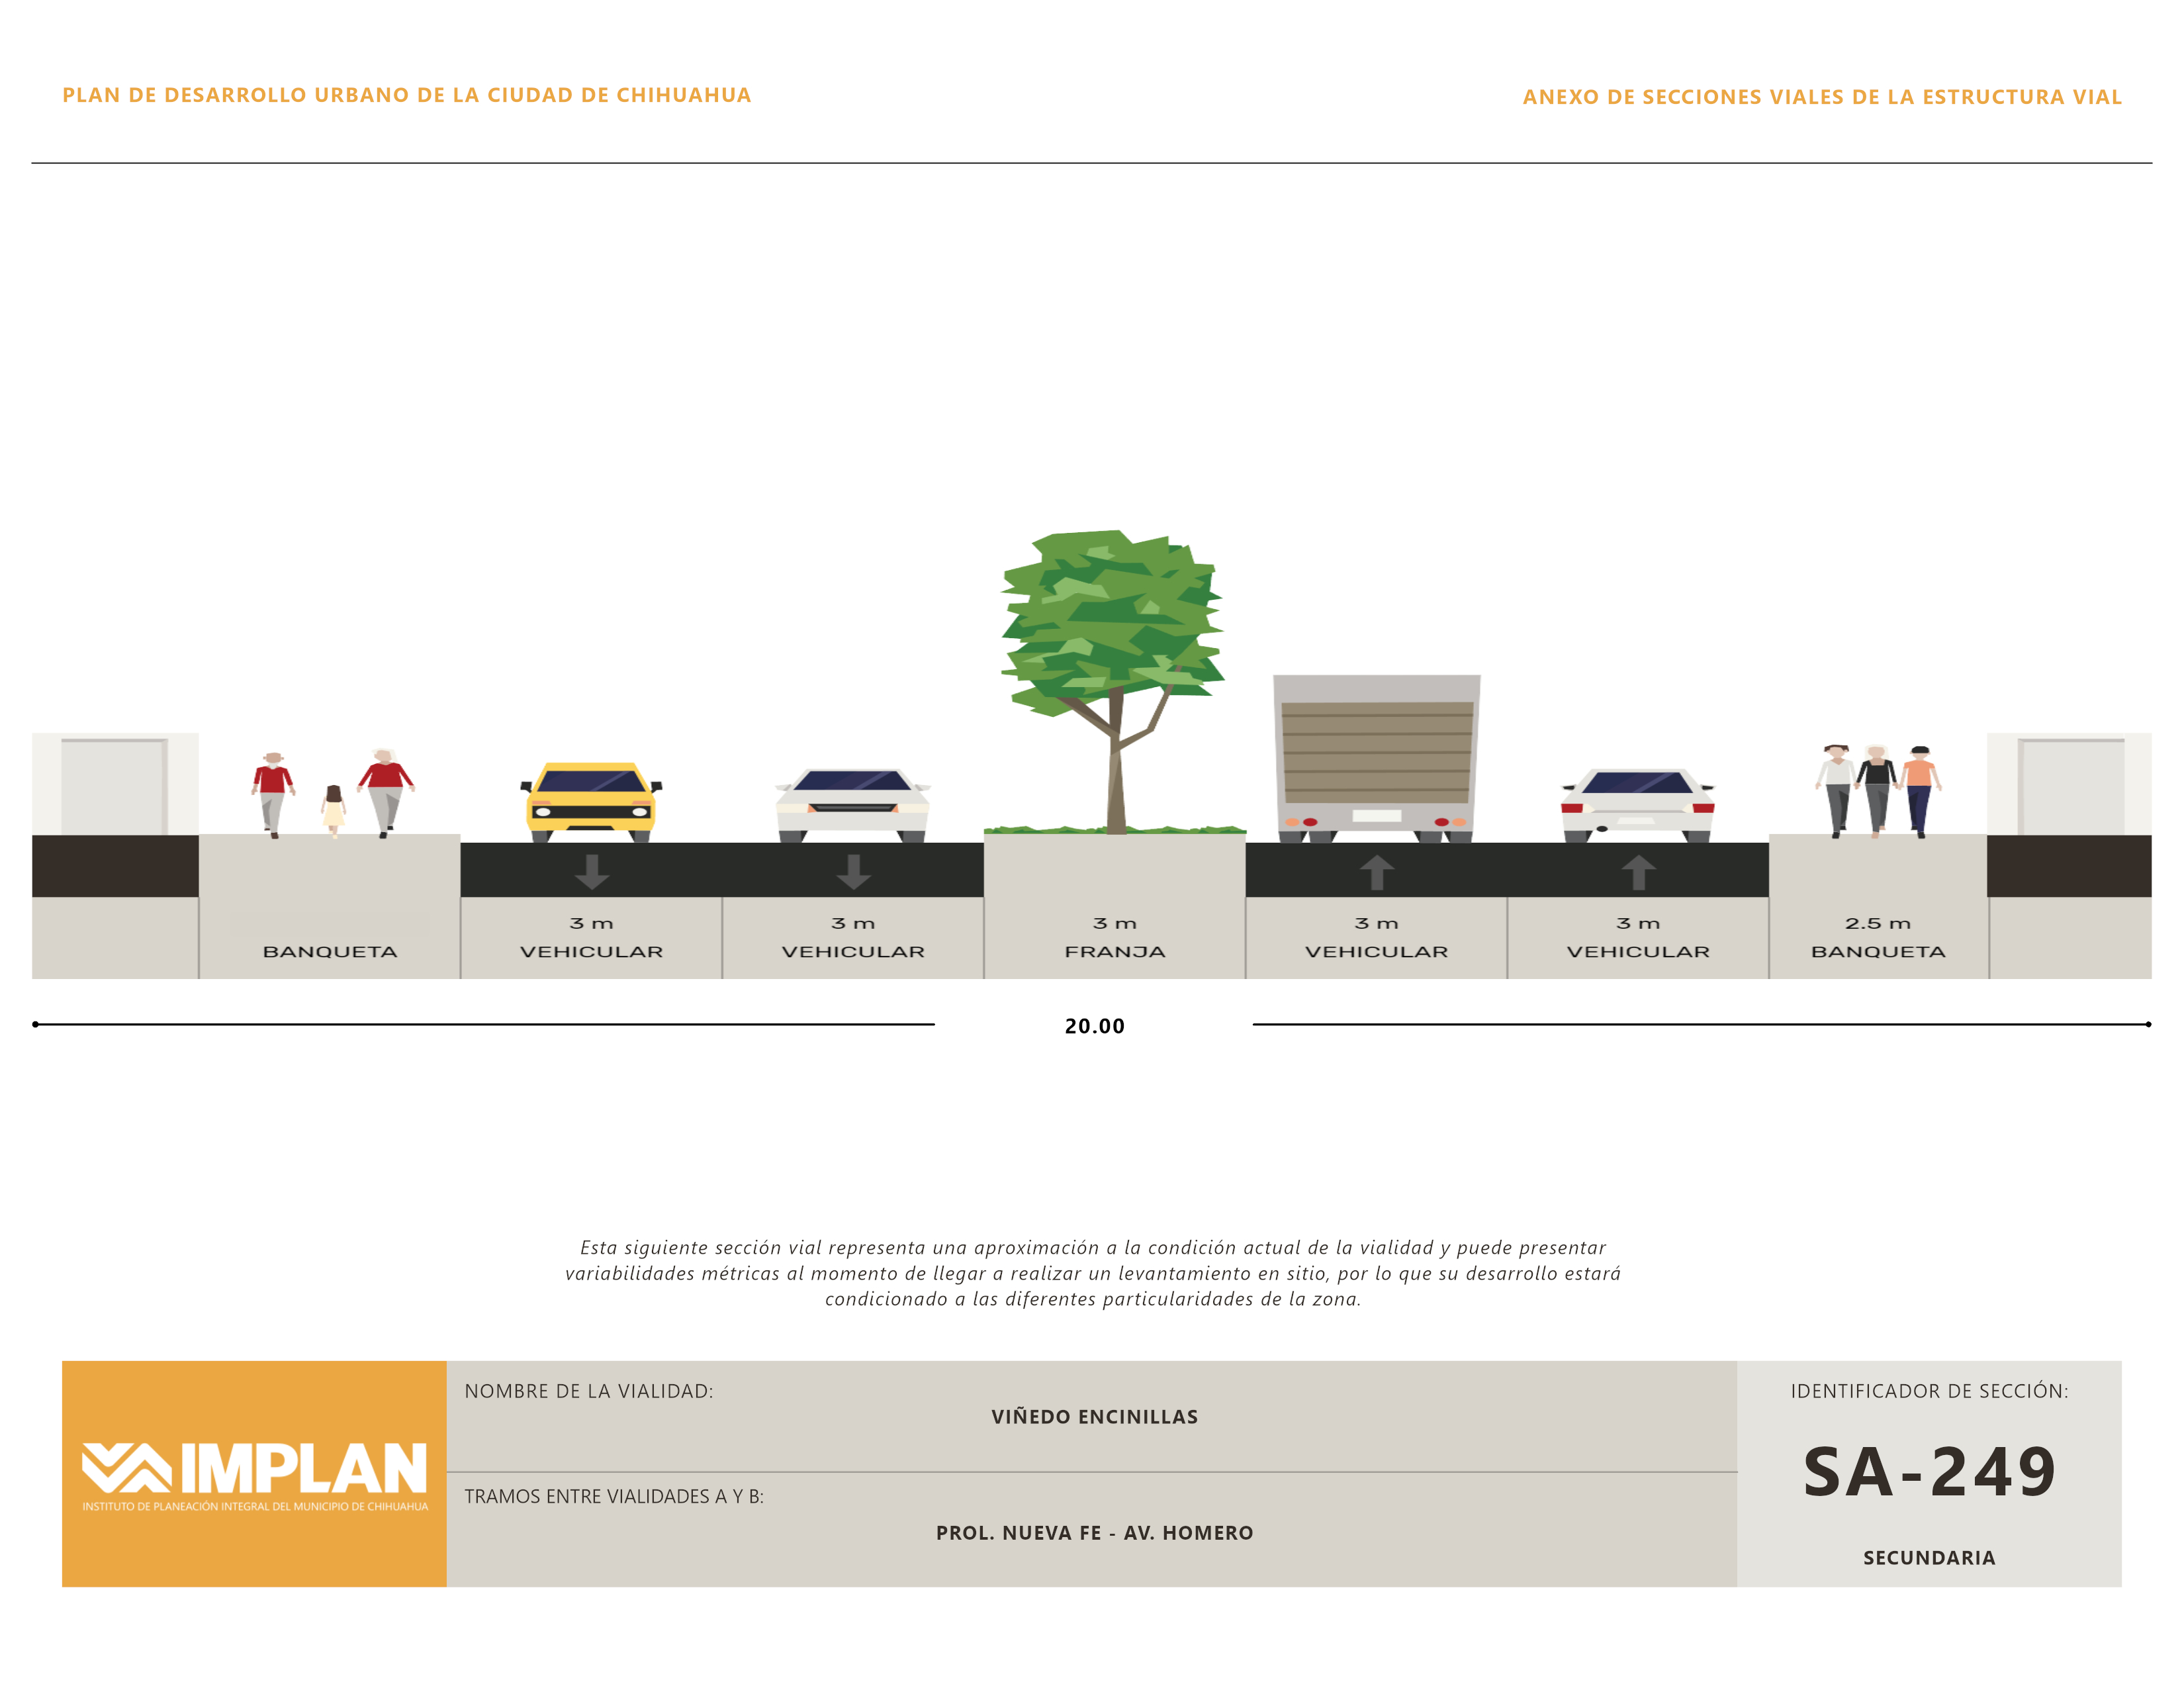 PLAN DE DESARROLLO URBANO DE LA CIUDAD DE CHIHUAHUA
ANEXO DE SECCIONES VIALES DE LA ESTRUCTURA VIAL
BANQUETA
3 m
VEHICULAR
3 m
VEHICULAR
3 m
FRANJA
3 m
VEHICULAR
3 m
VEHICULAR
2.5 m
BANQUETA
20.00
Esta siguiente sección vial representa una aproximación a la condición actual de la vialidad y puede presentar
variabilidades métricas al momento de llegar a realizar un levantamiento en sitio, por lo que su desarrollo estará
condicionado a las diferentes particularidades de la zona.
IMPLAN
INSTITUTO DE PLANEACIÓN INTEGRAL DEL MUNICIPIO DE CHIHUAHUA
NOMBRE DE LA VIALIDAD:
VIÑEDO ENCINILLAS
TRAMOS ENTRE VIALIDADES A Y B:
PROL. NUEVA FE - AV. HOMERO
IDENTIFICADOR DE SECCIÓN:
SA-249
SECUNDARIA